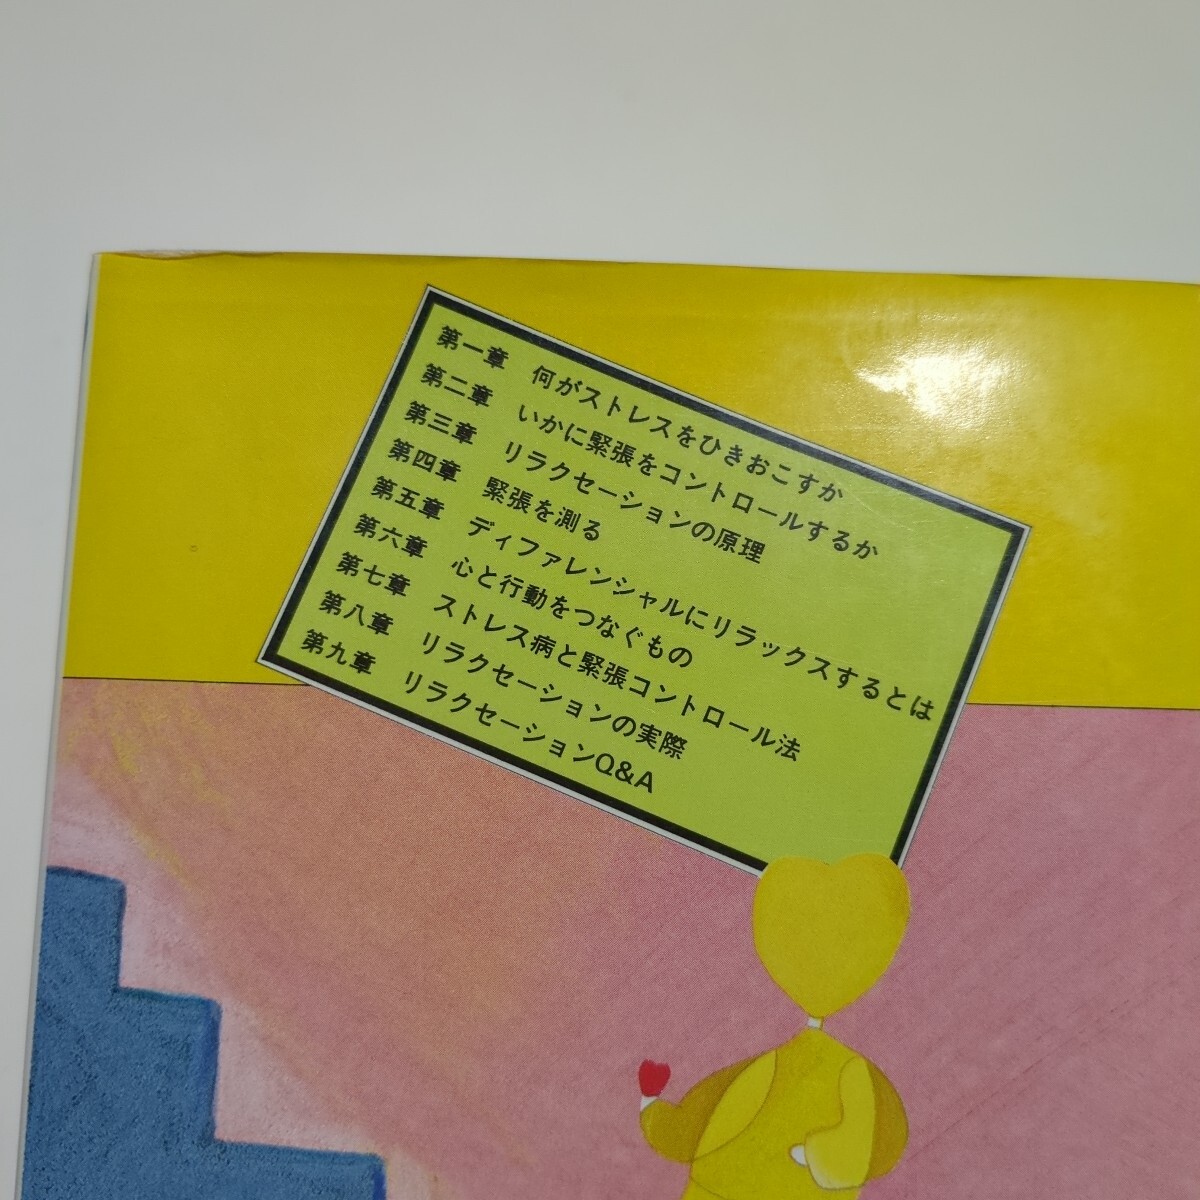 第一章 何がストレスをひきおこすか
第二章 いかに緊張をコントロールするか
第三章 リラクセーションの原理
第四章 緊張を測る
第五章 ディファレンシャルにリラックスするとは
第六章 心と行動をつなぐもの
第七章 ストレス病と緊張コントロール法
第八章 リラクセーションの実際
第九章 リラクセーションQ&A